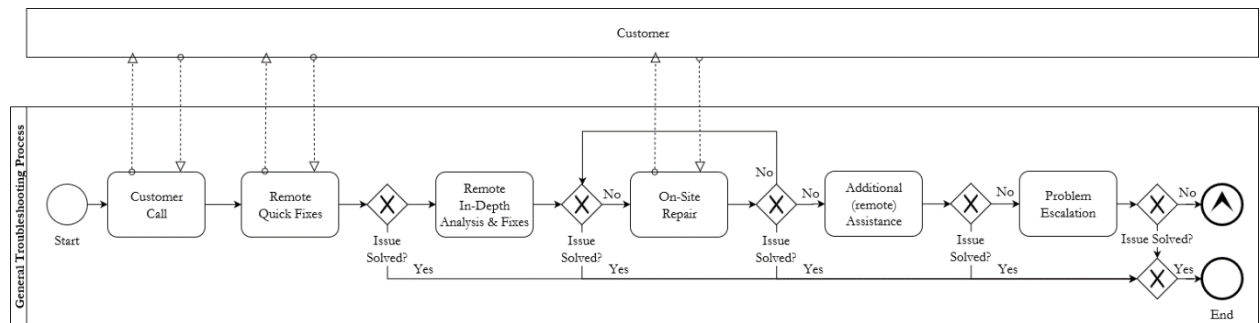 Customer
General Troubleshooting Process
Start
Customer
Call
Remote
Quick Fixes
Issue
Solved?
Yes
Remote
In-Depth
Analysis & Fixes
No
Issue
Solved?
Yes
On-Site
Repair
No
No
Issue
Solved?
Yes
Additional
(remote)
Assistance
No
Issue
Solved?
Yes
Problem
Escalation
No
Issue Solved?
Yes
End